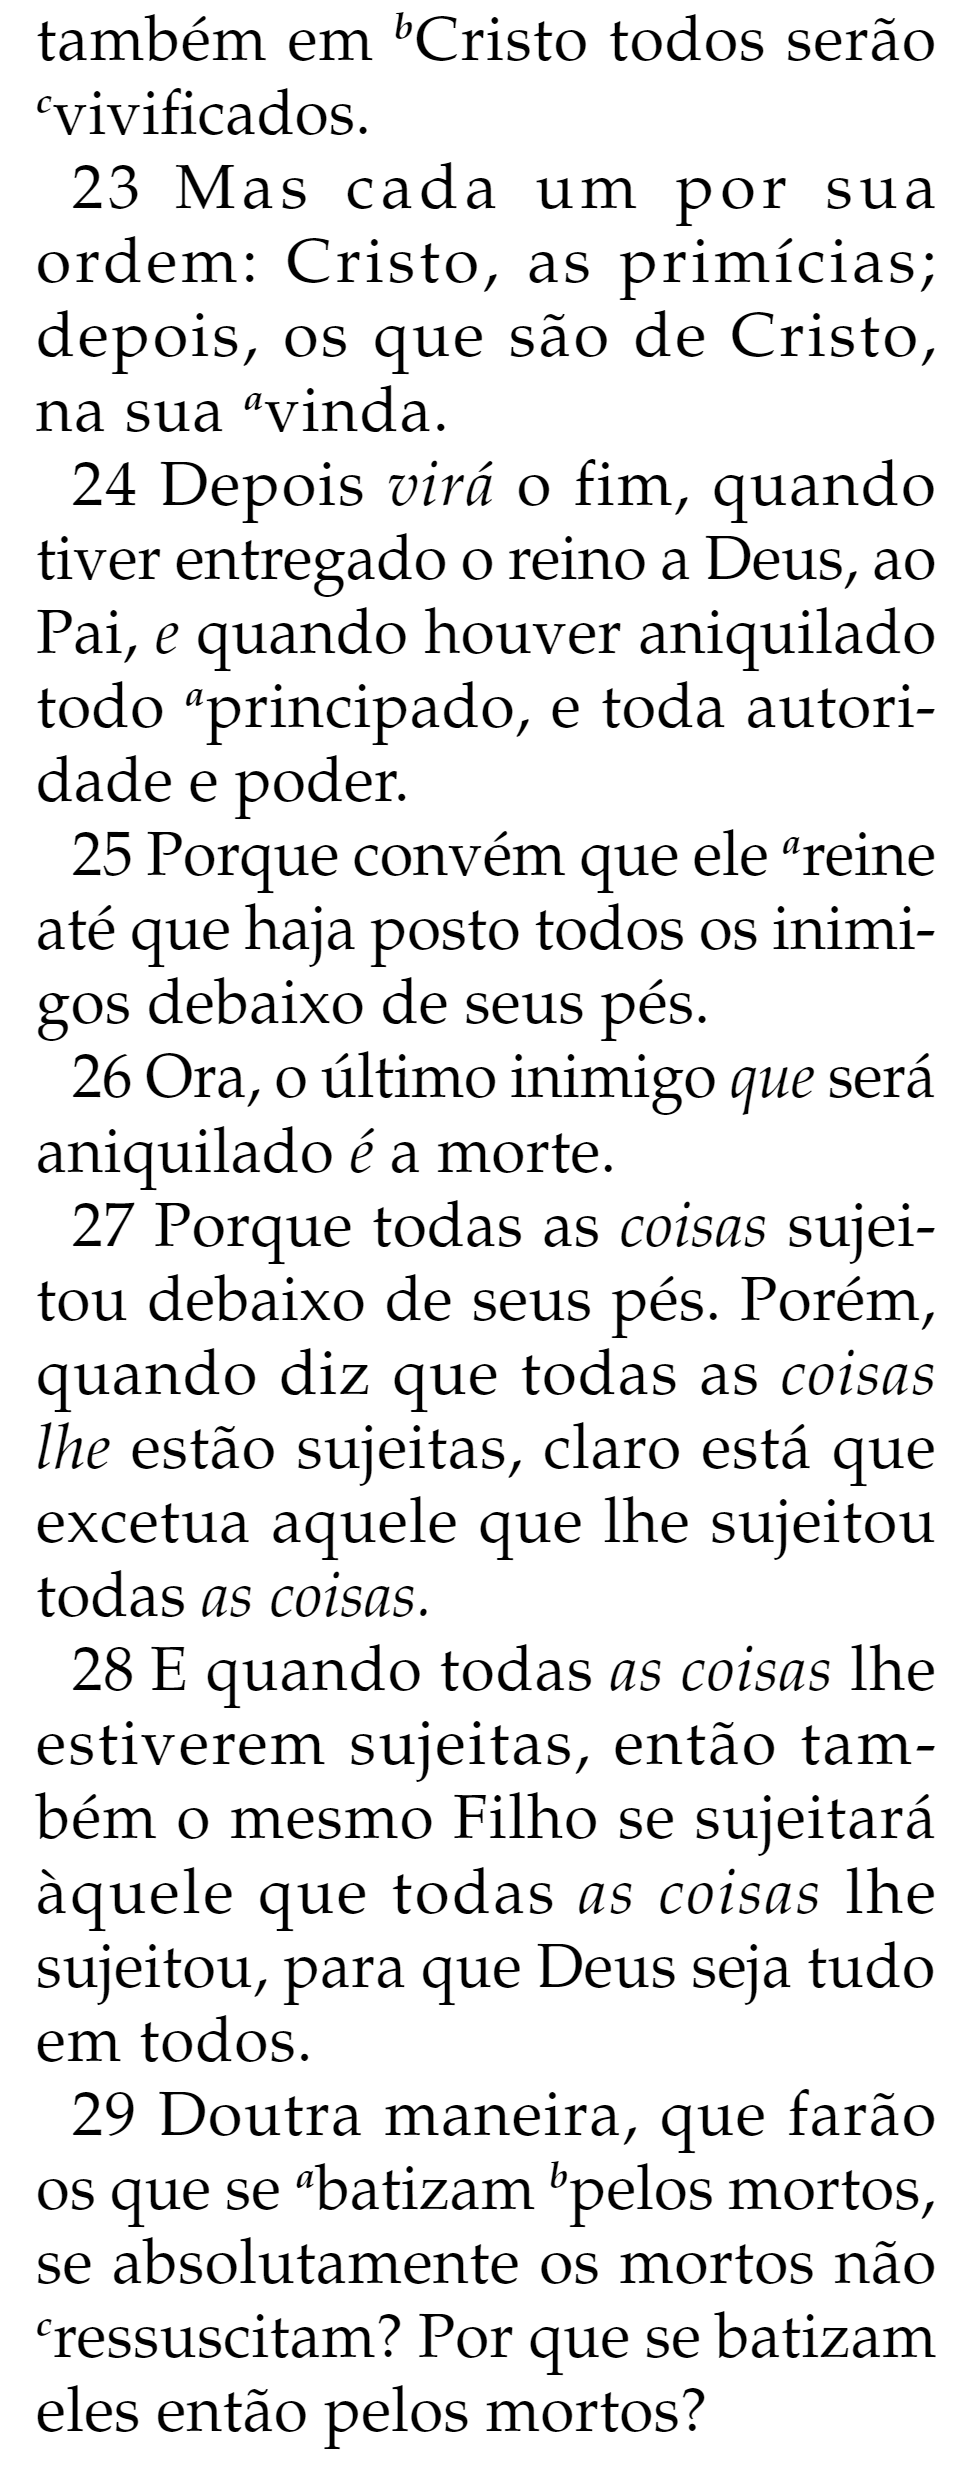 também em ᵇCristo todos serão
ᶜvivificados.
23 Mas cada um por sua
ordem: Cristo, as primícias;
depois, os que são de Cristo,
na sua ᵃvinda.
24 Depois virá o fim, quando
tiver entregado o reino a Deus, ao
Pai, e quando houver aniquilado
todo ᵃprincipado, e toda autori-
dade e poder.
25 Porque convém que ele ᵃreine
até que haja posto todos os inimi-
gos debaixo de seus pés.
26 Ora, o último inimigo que será
aniquilado é a morte.
27 Porque todas as coisas sujei-
tou debaixo de seus pés. Porém,
quando diz que todas as coisas
lhe estão sujeitas, claro está que
excetua aquele que lhe sujeitou
todas as coisas.
28 E quando todas as coisas lhe
estiverem sujeitas, então tam-
bém o mesmo Filho se sujeitará
àquele que todas as coisas lhe
sujeitou, para que Deus seja tudo
em todos.
29 Doutra maneira, que farão
os que se ᵃbatizam ᵇpelos mortos,
se absolutamente os mortos não
ᶜressuscitam? Por que se batizam
eles então pelos mortos?